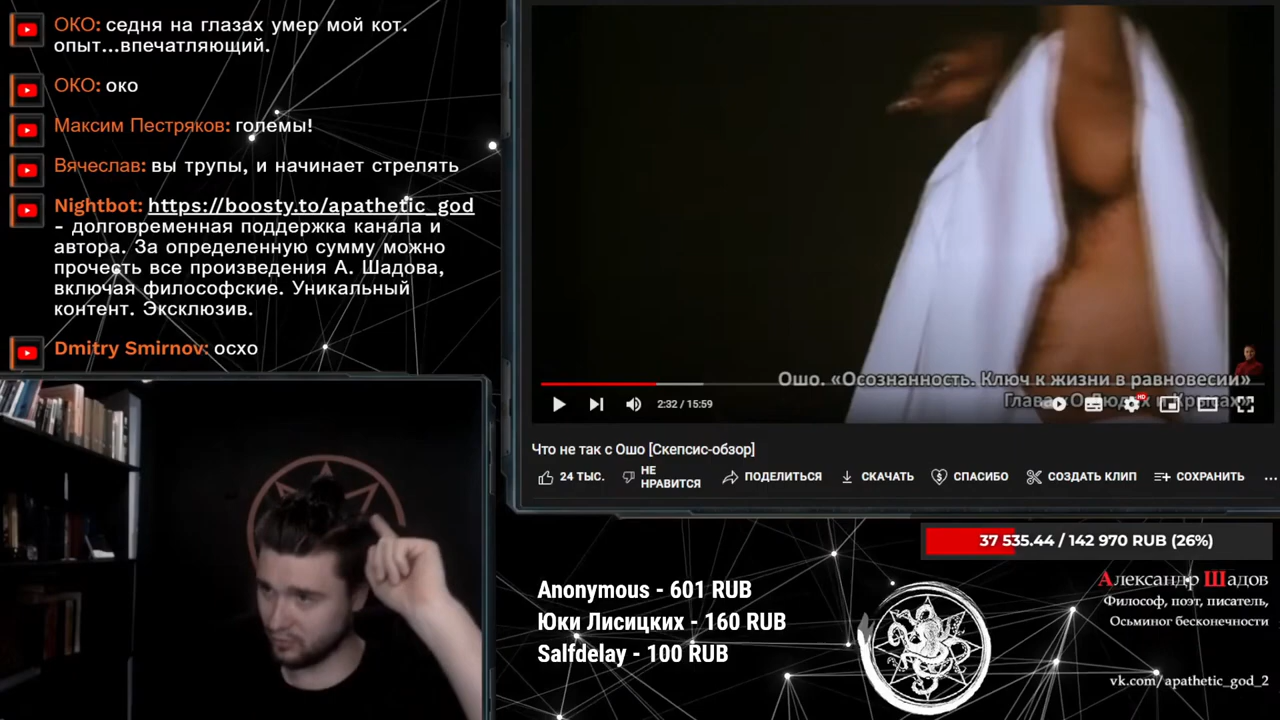 ОКО: седня на глазах умер мой кот.
опыт...впечатляющий.
ОКО: око
Максим Пестряков: големы!
Вячеслав: вы трупы, и начинает стрелять
Nightbot: https://boosty.to/apathetic_god
- долговременная поддержка канала и
автора. За определенную сумму можно
прочесть все произведения А. Шадова,
включая философские. Уникальный
контент. Эксклюзив.
Dmitry Smirnov: осхо
Ошо. «Осознанность. Ключ к жизни в равновесии»
Глава «О Людях и Крысах»
2:32 / 15:59
HD
Что не так с Ошо [Скепсис-обзор]
24 ТЫС.
НЕ
НРАВИТСЯ
ПОДЕЛИТЬСЯ
СКАЧАТЬ
СПАСИБО
СОЗДАТЬ КЛИП
СОХРАНИТЬ
...
37 535.44 / 142 970 RUB (26%)
Anonymous - 601 RUB
Юки Лисицких - 160 RUB
Salfdelay - 100 RUB
Александр Шадов
Философ, поэт, писатель,
Осьминог бесконечности
vk.com/apathetic_god_2